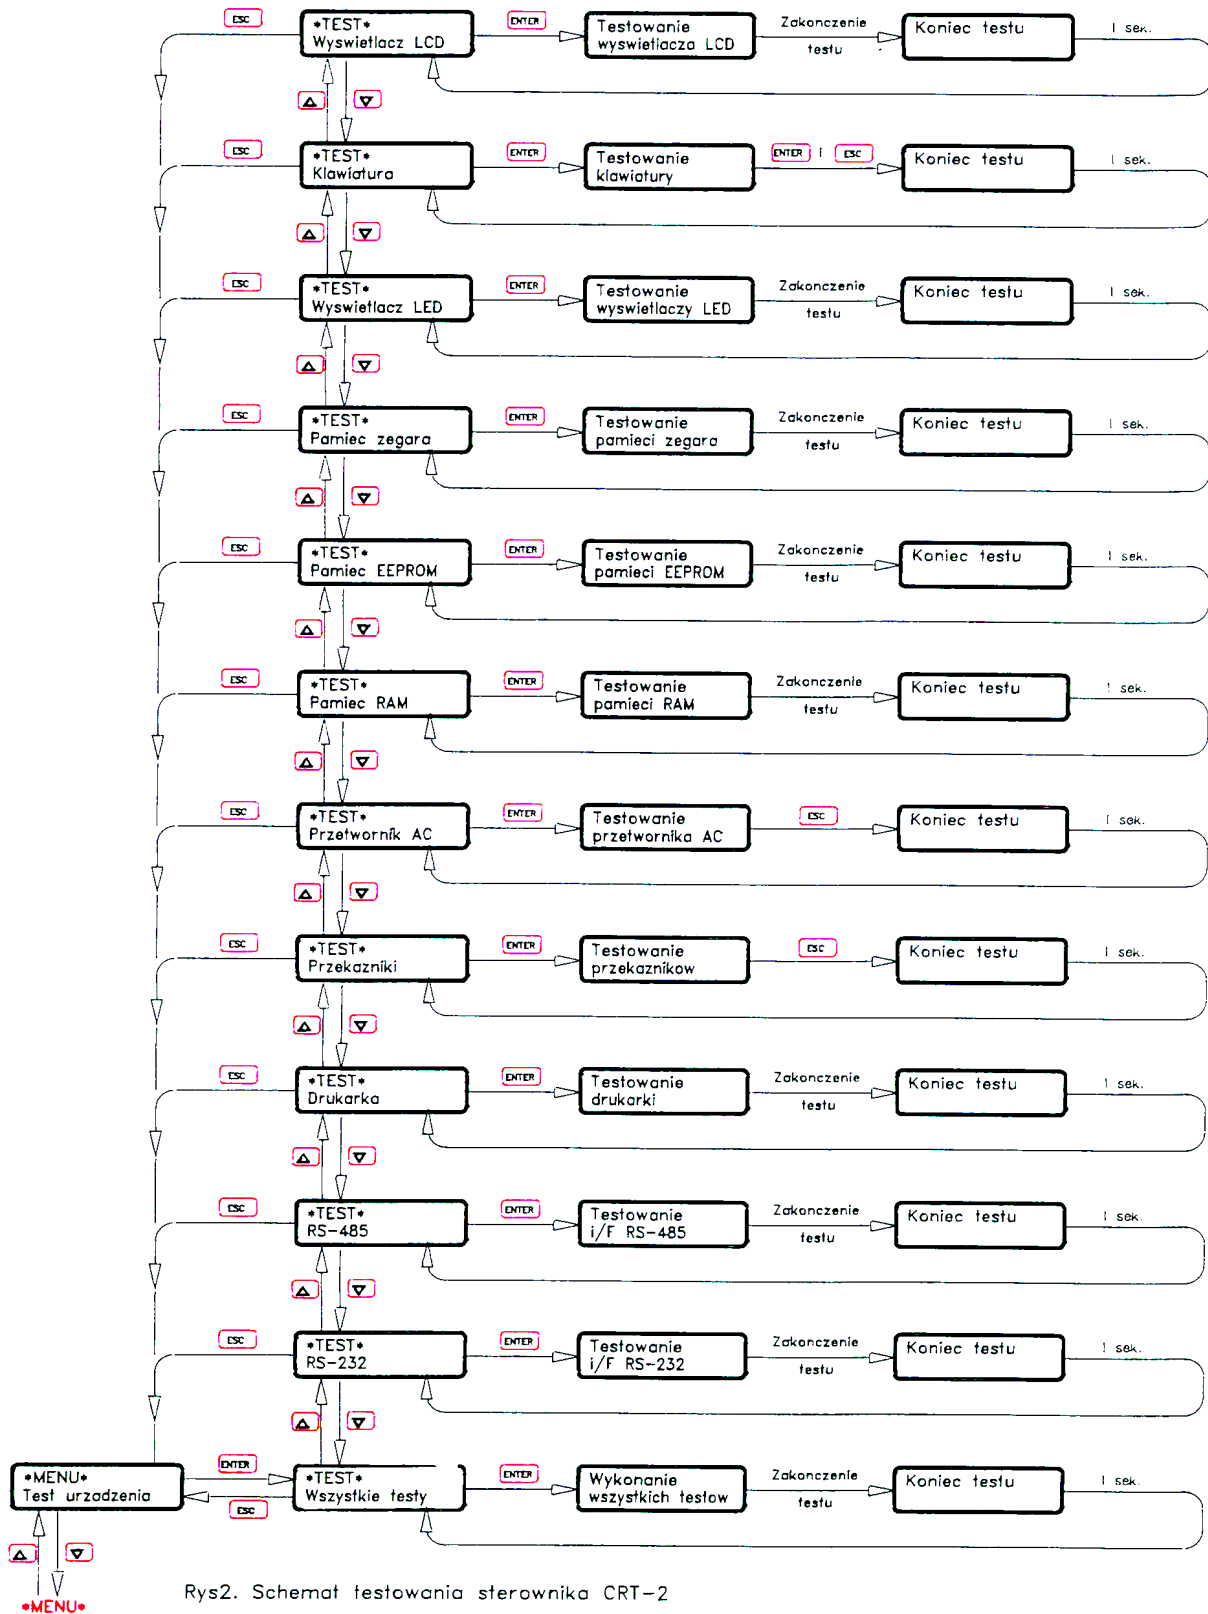 ESC
*TEST*
Wyswietlacz LCD
ENTER
Testowanie
wyswietlacza LCD
Zakonczenie
testu
Koniec testu
1 sek.
ESC
*TEST*
Klawiatura
ENTER
Testowanie
klawiatury
ENTER i ESC
Koniec testu
1 sek.
ESC
*TEST*
Wyswietlacz LED
ENTER
Testowanie
wyswietlaczy LED
Zakonczenie
testu
Koniec testu
1 sek.
ESC
*TEST*
Pamiec zegara
ENTER
Testowanie
pamieci zegara
Zakonczenie
testu
Koniec testu
1 sek.
ESC
*TEST*
Pamiec EEPROM
ENTER
Testowanie
pamieci EEPROM
Zakonczenie
testu
Koniec testu
1 sek.
ESC
*TEST*
Pamiec RAM
ENTER
Testowanie
pamieci RAM
Zakonczenie
testu
Koniec testu
1 sek.
ESC
*TEST*
Przetwornik AC
ENTER
Testowanie
przetwornika AC
ESC
Koniec testu
1 sek.
ESC
*TEST*
Przekazniki
ENTER
Testowanie
przekaznikow
ESC
Koniec testu
1 sek.
ESC
*TEST*
Drukarka
ENTER
Testowanie
drukarki
Zakonczenie
testu
Koniec testu
1 sek.
ESC
*TEST*
RS-485
ENTER
Testowanie
i/F RS-485
Zakonczenie
testu
Koniec testu
1 sek.
ESC
*TEST*
RS-232
ENTER
Testowanie
i/F RS-232
Zakonczenie
testu
Koniec testu
1 sek.
*MENU*
Test urzadzenia
ENTER
ESC
*TEST*
Wszystkie testy
ENTER
Wykonanie
wszystkich testow
Zakonczenie
testu
Koniec testu
1 sek.
*MENU*
Rys2. Schemat testowania sterownika CRT-2